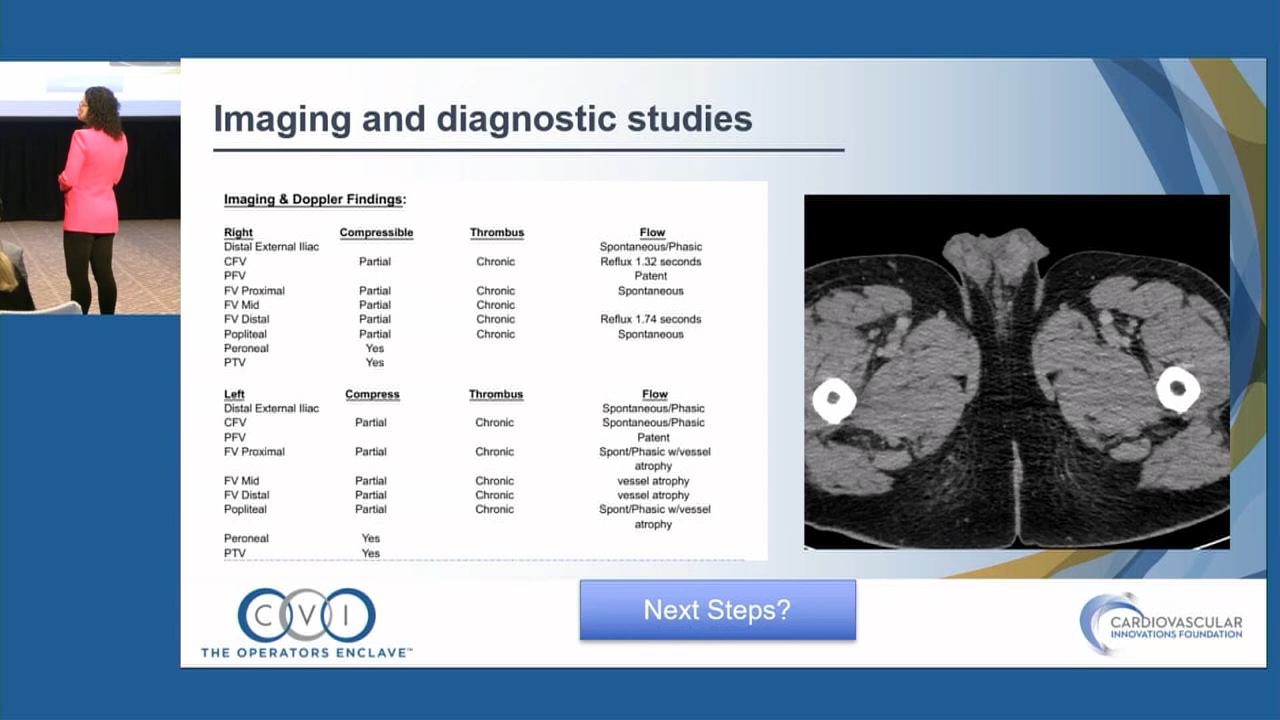 Imaging and diagnostic studies
Imaging & Doppler Findings:
Right Compressible Thrombus Flow
Distal External Iliac Spontaneous/Phasic
CFV Partial Chronic Reflux 1.32 seconds
PFV Patent
FV Proximal Partial Chronic Spontaneous
FV Mid Partial Chronic
FV Distal Partial Chronic Reflux 1.74 seconds
Popliteal Partial Chronic Spontaneous
Peroneal Yes
PTV Yes
Left Compress Thrombus Flow
Distal External Iliac Spontaneous/Phasic
CFV Partial Chronic Spontaneous/Phasic
PFV Patent
FV Proximal Partial Chronic Spont/Phasic w/vessel
atrophy
FV Mid Partial Chronic vessel atrophy
FV Distal Partial Chronic vessel atrophy
Popliteal Partial Chronic Spont/Phasic w/vessel
atrophy
Peroneal Yes
PTV Yes
Next Steps?
CVI
THE OPERATORS ENCLAVE™
CARDIOVASCULAR
INNOVATIONS FOUNDATION